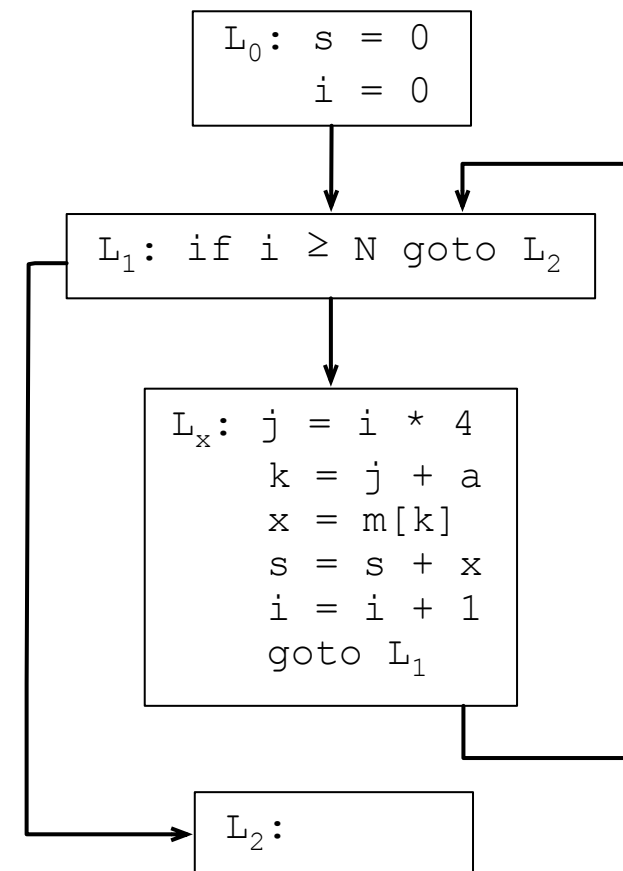 L₀: s = 0
i = 0
L₁: if i ≥ N goto L₂
Lₓ: j = i * 4
k = j + a
x = m[k]
s = s + x
i = i + 1
goto L₁
L₂: